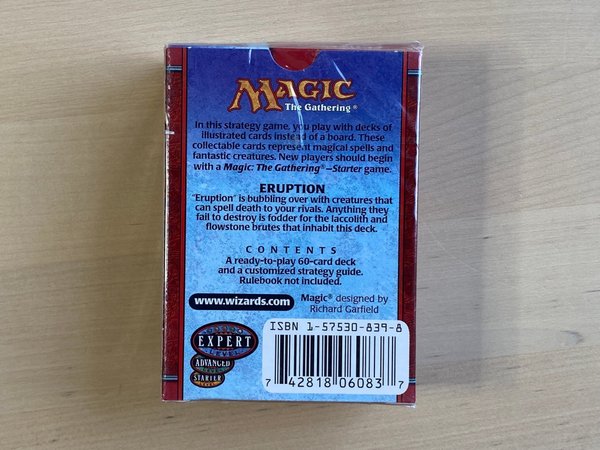 MAGIC
The Gathering®
In this strategy game, you play with decks of
illustrated cards instead of a board. These
collectable cards represent magical spells and
fantastic creatures. New players should begin
with a Magic: The Gathering®—Starter game.
ERUPTION
"Eruption" is bubbling over with creatures that
can spell death to your rivals. Anything they
fail to destroy is fodder for the laccolith and
flowstone brutes that inhabit this deck.
CONTENTS
A ready-to-play 60-card deck
and a customized strategy guide.
Rulebook not included.
www.wizards.com
Magic® designed by
Richard Garfield
ISBN 1-57530-839-8
7 42818 06083 7
EXPERT
LEVEL
ADVANCED
LEVEL
STARTER
LEVEL